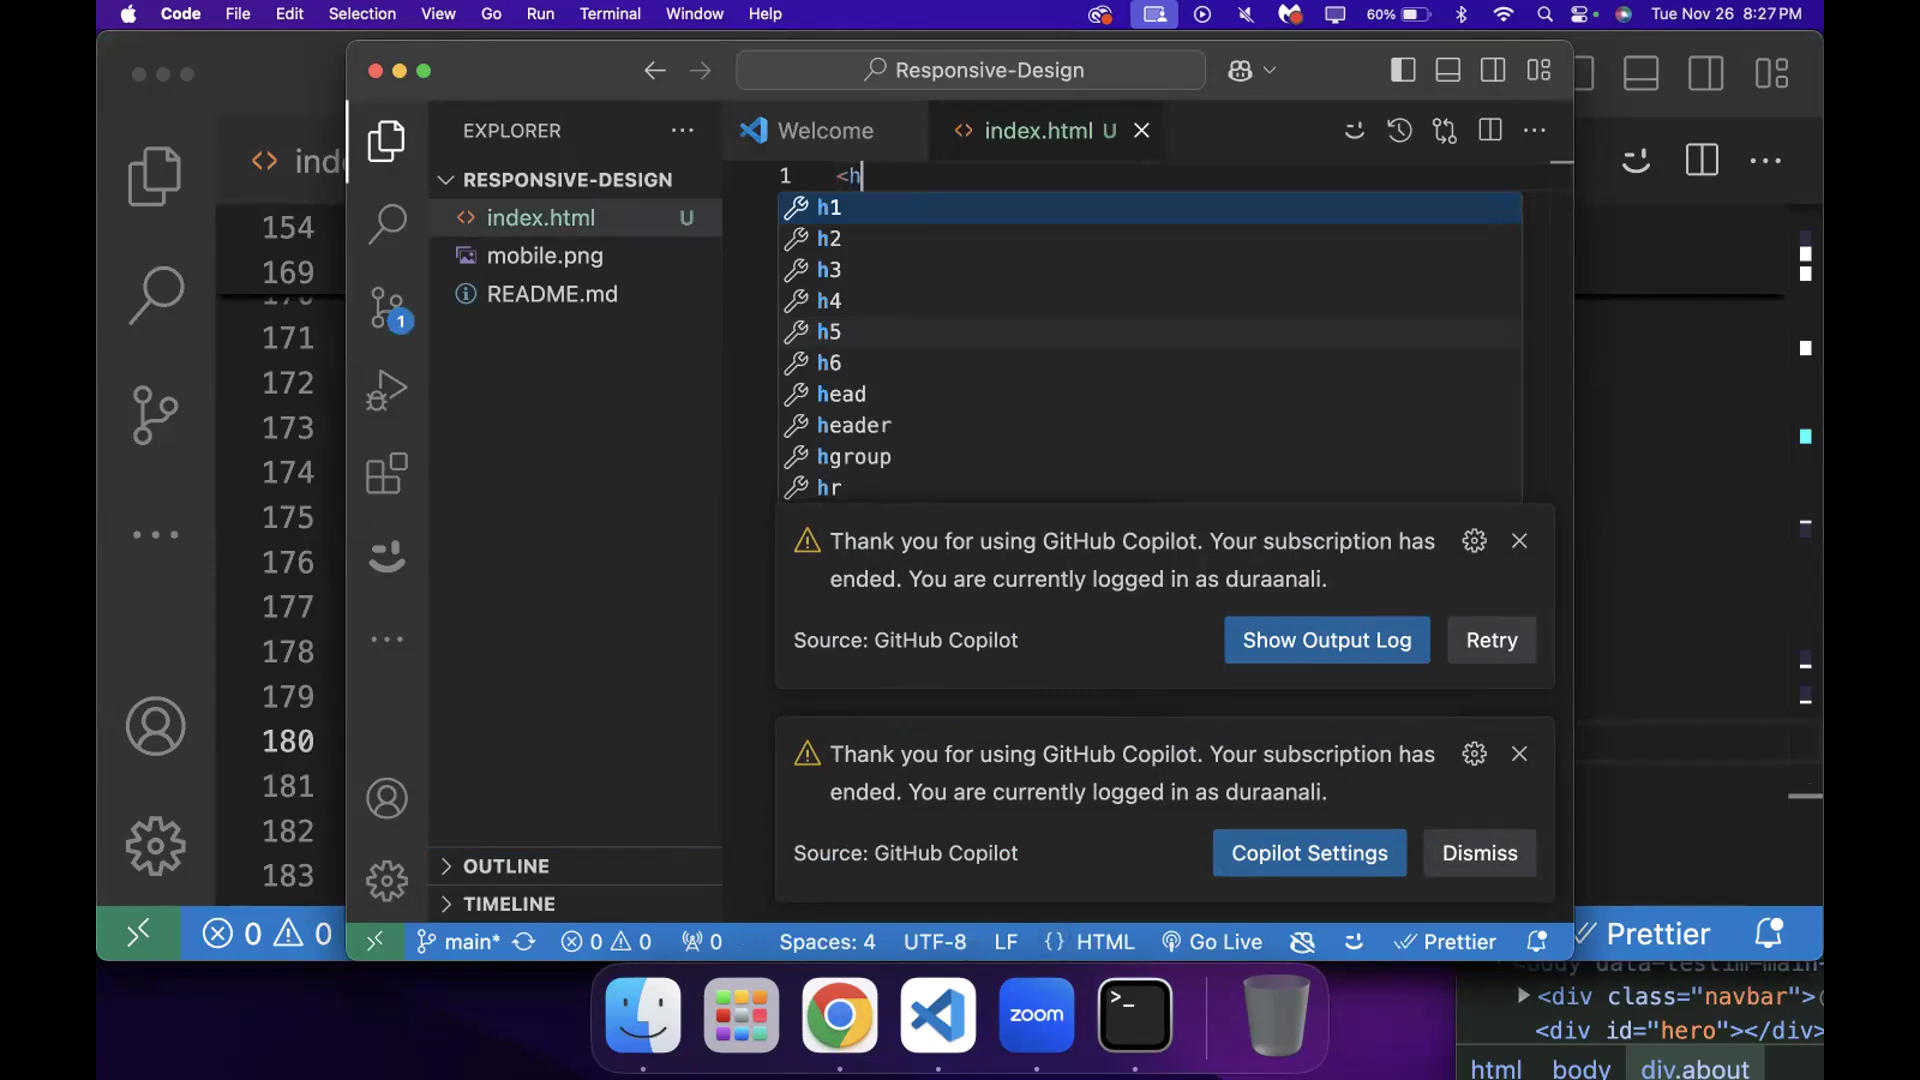 Code File Edit Selection View Go Run Terminal Window Help 60% Tue Nov 26 8:27 PM
Responsive-Design
EXPLORER
RESPONSIVE-DESIGN
index.html U
mobile.png
README.md
1
OUTLINE
TIMELINE
Welcome
index.html U
1 <h
h1
h2
h3
h4
h5
h6
head
header
hgroup
hr
Thank you for using GitHub Copilot. Your subscription has
ended. You are currently logged in as duraanali.
Source: GitHub Copilot
Show Output Log
Retry
Thank you for using GitHub Copilot. Your subscription has
ended. You are currently logged in as duraanali.
Source: GitHub Copilot
Copilot Settings
Dismiss
main* 0 0 0 Spaces: 4 UTF-8 LF {} HTML Go Live Prettier
154
169
171
172
173
174
175
176
177
178
179
180
181
182
183
0 0
Prettier
zoom
>_
<div class="navbar">
<div id="hero"></div>
html body div.about